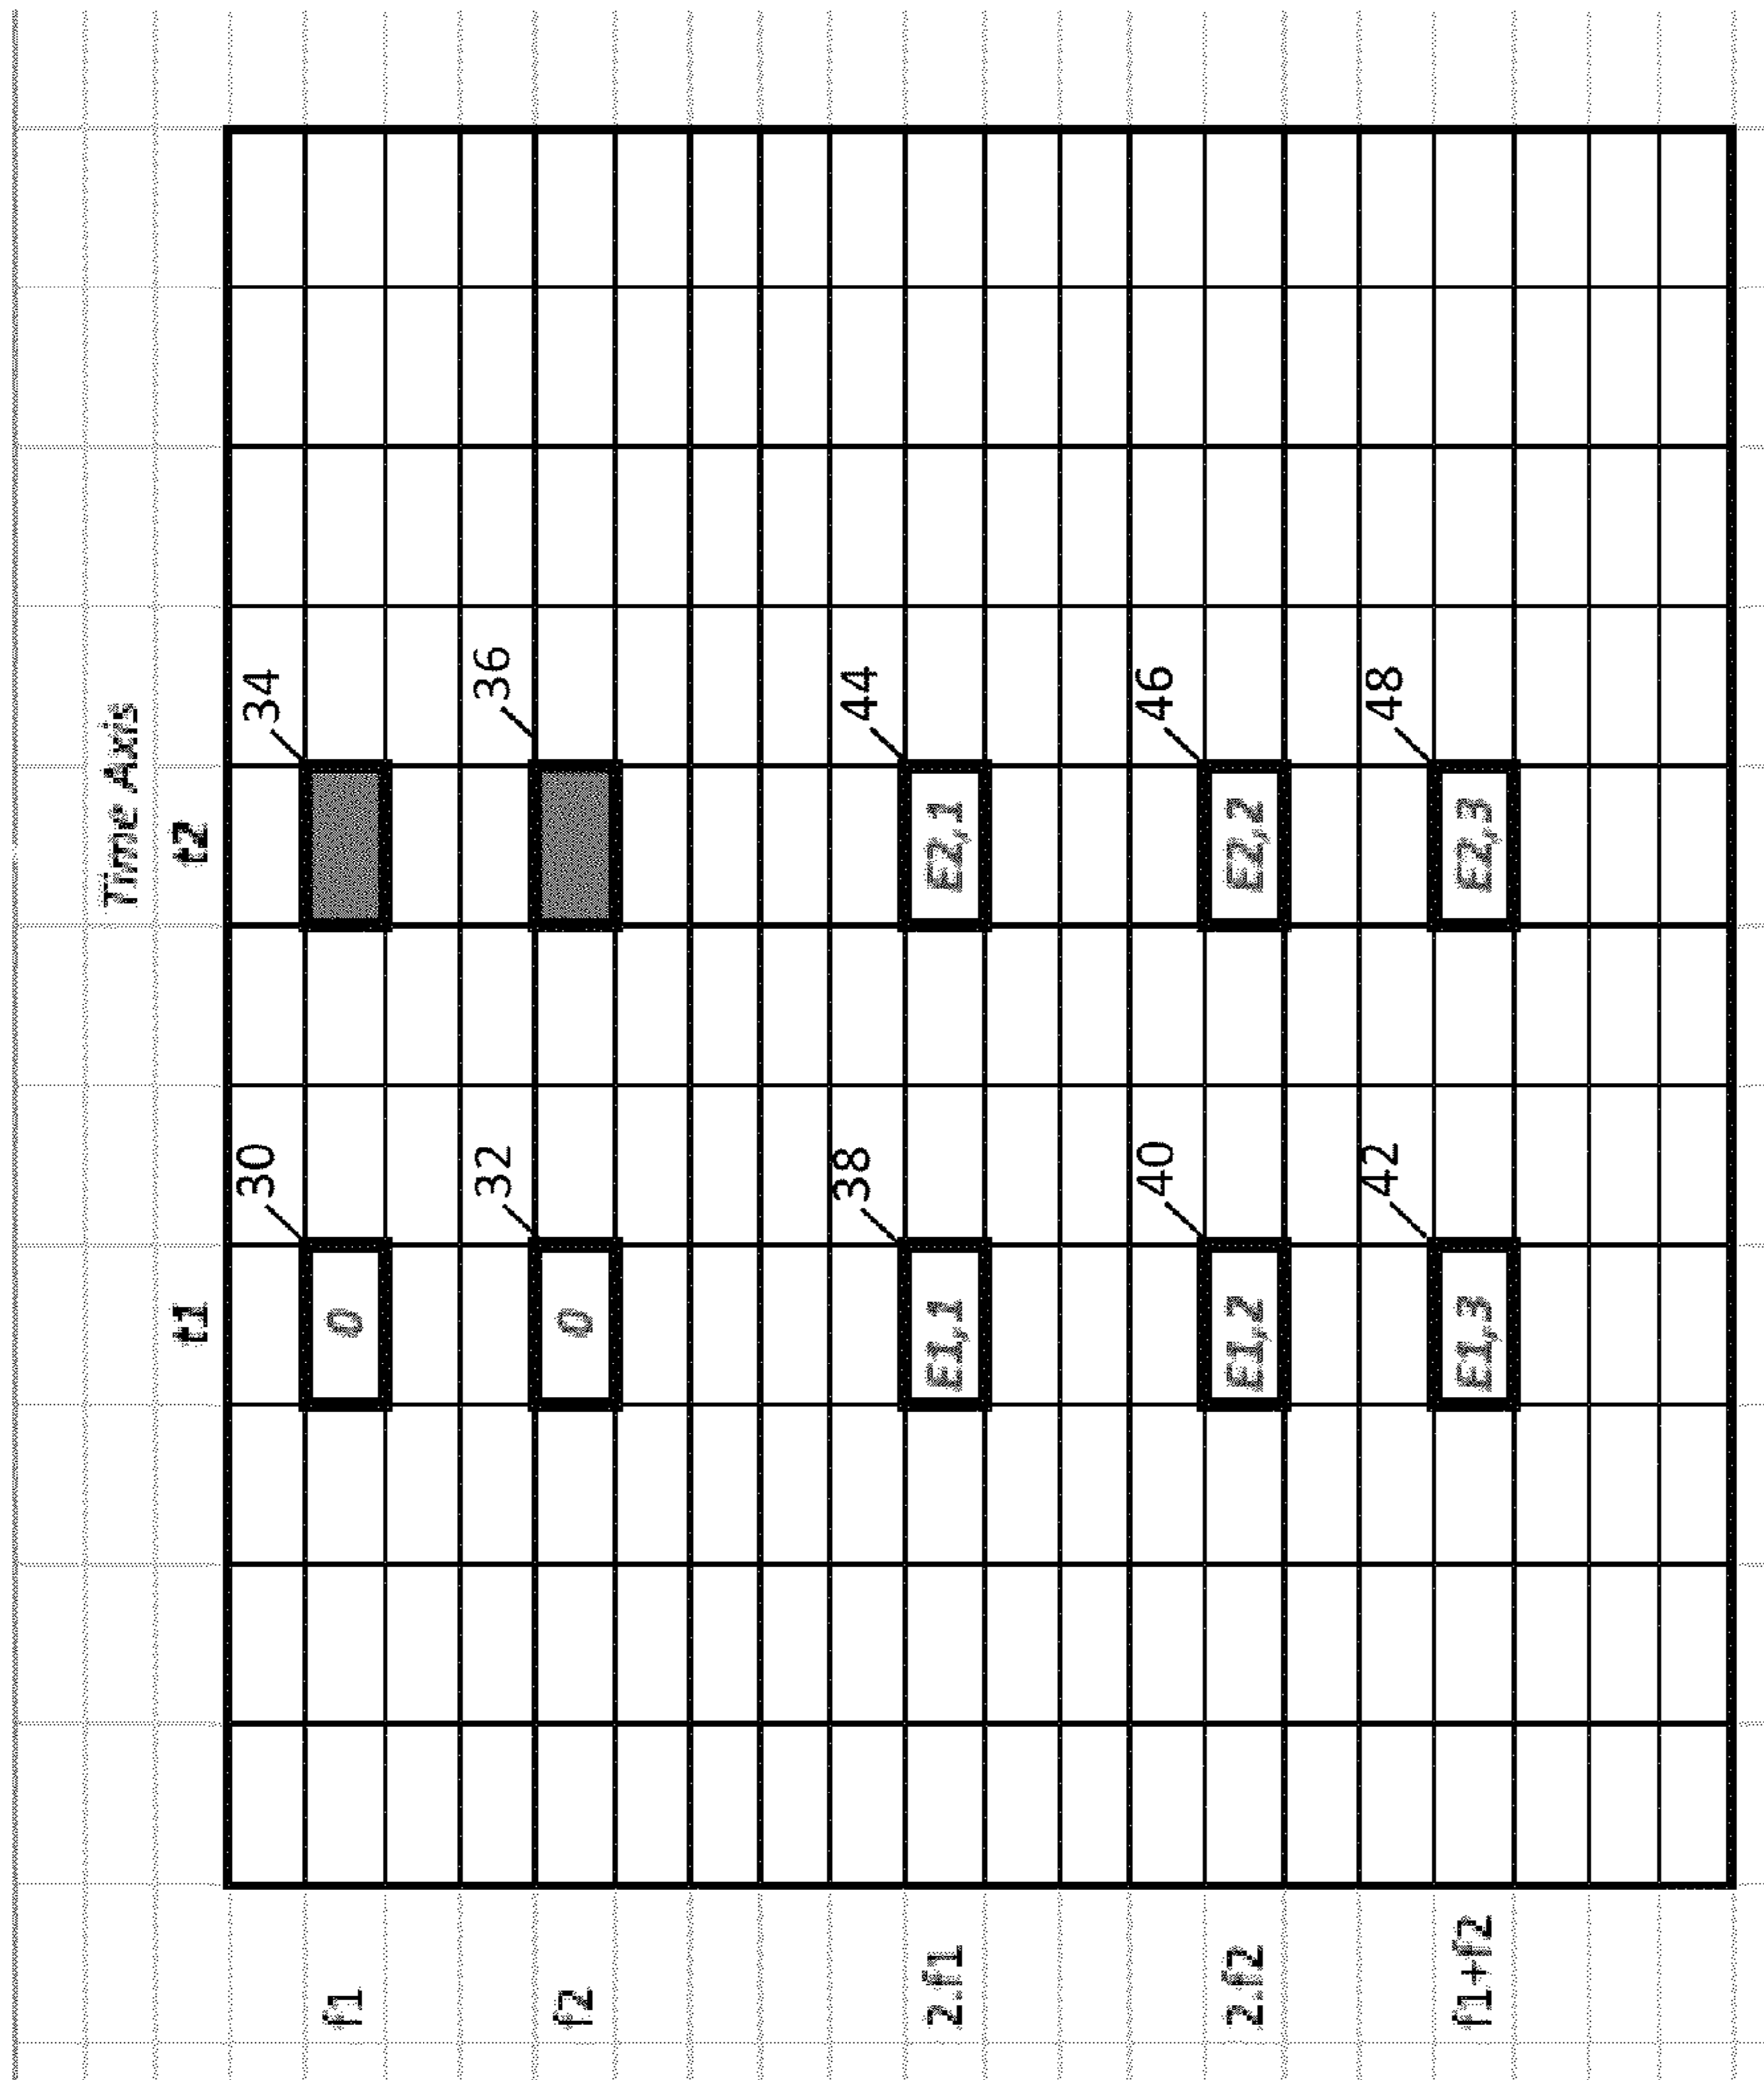 Time Axis
t1 t2
30 34
f1 0
32 36
f2 0
38 44
2.f1 E1,1 E2,1
40 46
2.f2 E1,2 E2,2
42 48
f1+f2 E1,3 E2,3